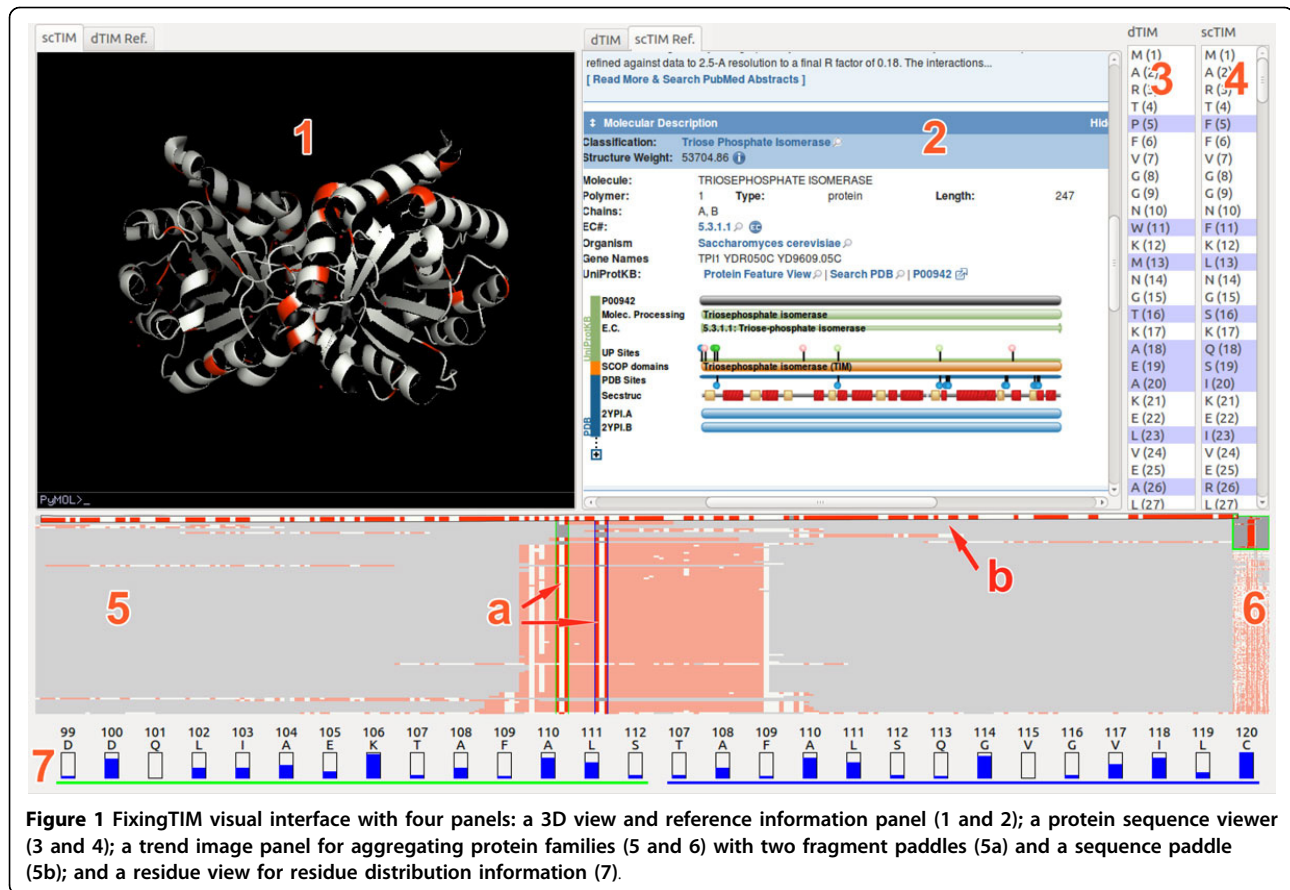 scTIM dTIM Ref.
1
PyMOL>_
dTIM scTIM Ref.
refined against data to 2.5-A resolution to a final R factor of 0.18. The interactions...
[ Read More & Search PubMed Abstracts ]
2
Molecular Description Hid
Classification: Triose Phosphate Isomerase
Structure Weight: 53704.86
Molecule: TRIOSEPHOSPHATE ISOMERASE
Polymer: 1 Type: protein Length: 247
Chains: A, B
EC#: 5.3.1.1
Organism Saccharomyces cerevisiae
Gene Names TPI1 YDR050C YD9609.05C
UniProtKB: Protein Feature View | Search PDB | P00942
UniProtKB
P00942
Molec. Processing Triosephosphate isomerase
E.C. 5.3.1.1: Triose-phosphate isomerase
UP Sites
SCOP domains Triosephosphate isomerase (TIM)
PDB Sites
Secstruc
PDB
2YPI.A
2YPI.B
dTIM
3
M (1)
A (2)
R (3)
T (4)
P (5)
F (6)
V (7)
G (8)
G (9)
N (10)
W (11)
K (12)
M (13)
N (14)
G (15)
T (16)
K (17)
A (18)
E (19)
A (20)
K (21)
E (22)
L (23)
V (24)
E (25)
A (26)
L (27)
scTIM
4
M (1)
A (2)
R (3)
T (4)
F (5)
F (6)
V (7)
G (8)
G (9)
N (10)
F (11)
K (12)
L (13)
N (14)
G (15)
S (16)
K (17)
Q (18)
S (19)
I (20)
K (21)
E (22)
I (23)
V (24)
E (25)
R (26)
L (27)
5
a
b
6
7
99 100 101 102 103 104 105 106 107 108 109 110 111 112 107 108 109 110 111 112 113 114 115 116 117 118 119 120
D D Q L I A E K T A F A L S T A F A L S Q G V G V I L C
Figure 1 FixingTIM visual interface with four panels: a 3D view and reference information panel (1 and 2); a protein sequence viewer
(3 and 4); a trend image panel for aggregating protein families (5 and 6) with two fragment paddles (5a) and a sequence paddle
(5b); and a residue view for residue distribution information (7).